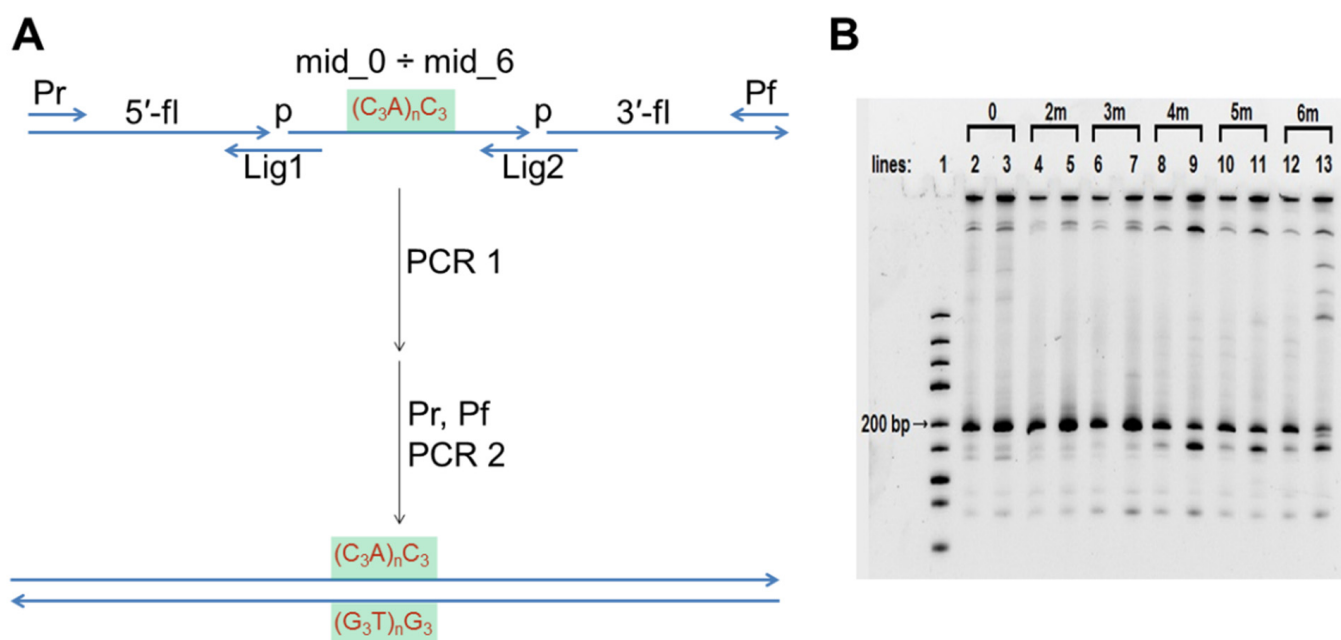 A
mid_0 ÷ mid_6
Pr
5′-fl
p
(C₃A)ₙC₃
p
3′-fl
Pf
Lig1
Lig2
PCR 1
Pr, Pf
PCR 2
(C₃A)ₙC₃
(G₃T)ₙG₃
B
0 2m 3m 4m 5m 6m
lines: 1 2 3 4 5 6 7 8 9 10 11 12 13
200 bp→